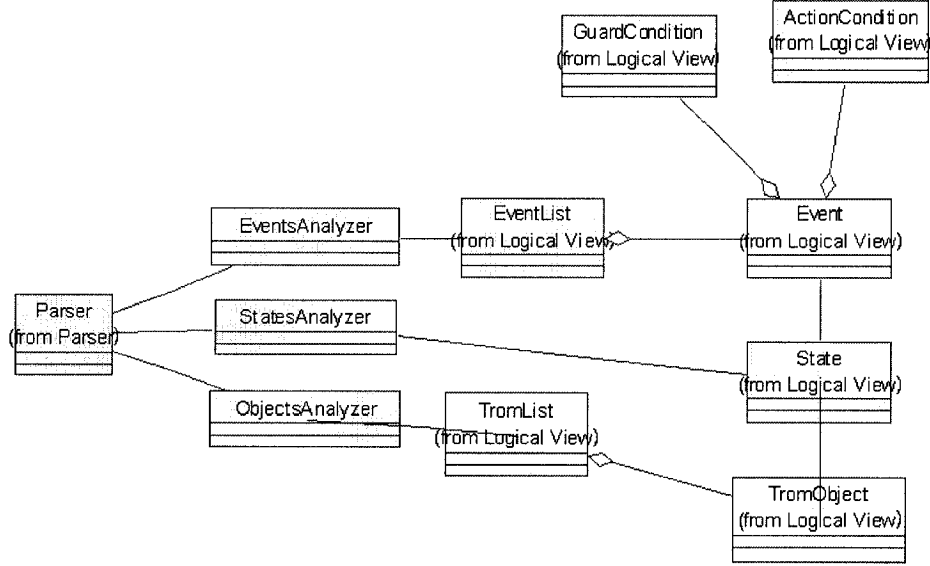 GuardCondition
(from Logical View)
ActionCondition
(from Logical View)
EventsAnalyzer
EventList
(from Logical View)
Event
(from Logical View)
Parser
(from Parser)
StatesAnalyzer
State
(from Logical View)
ObjectsAnalyzer
TromList
(from Logical View)
TromObject
(from Logical View)